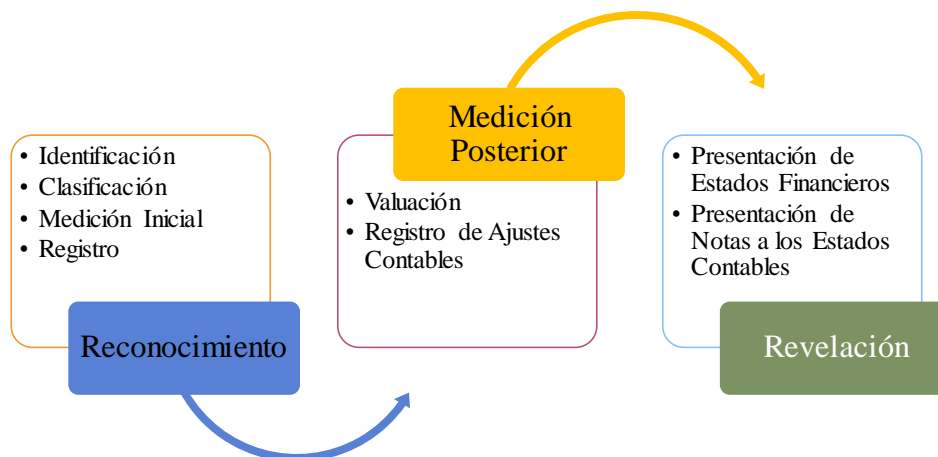 • Identificación
• Clasificación
• Medición Inicial
• Registro
Reconocimiento
Medición
Posterior
• Valuación
• Registro de Ajustes
Contables
• Presentación de
Estados Financieros
• Presentación de
Notas a los Estados
Contables
Revelación